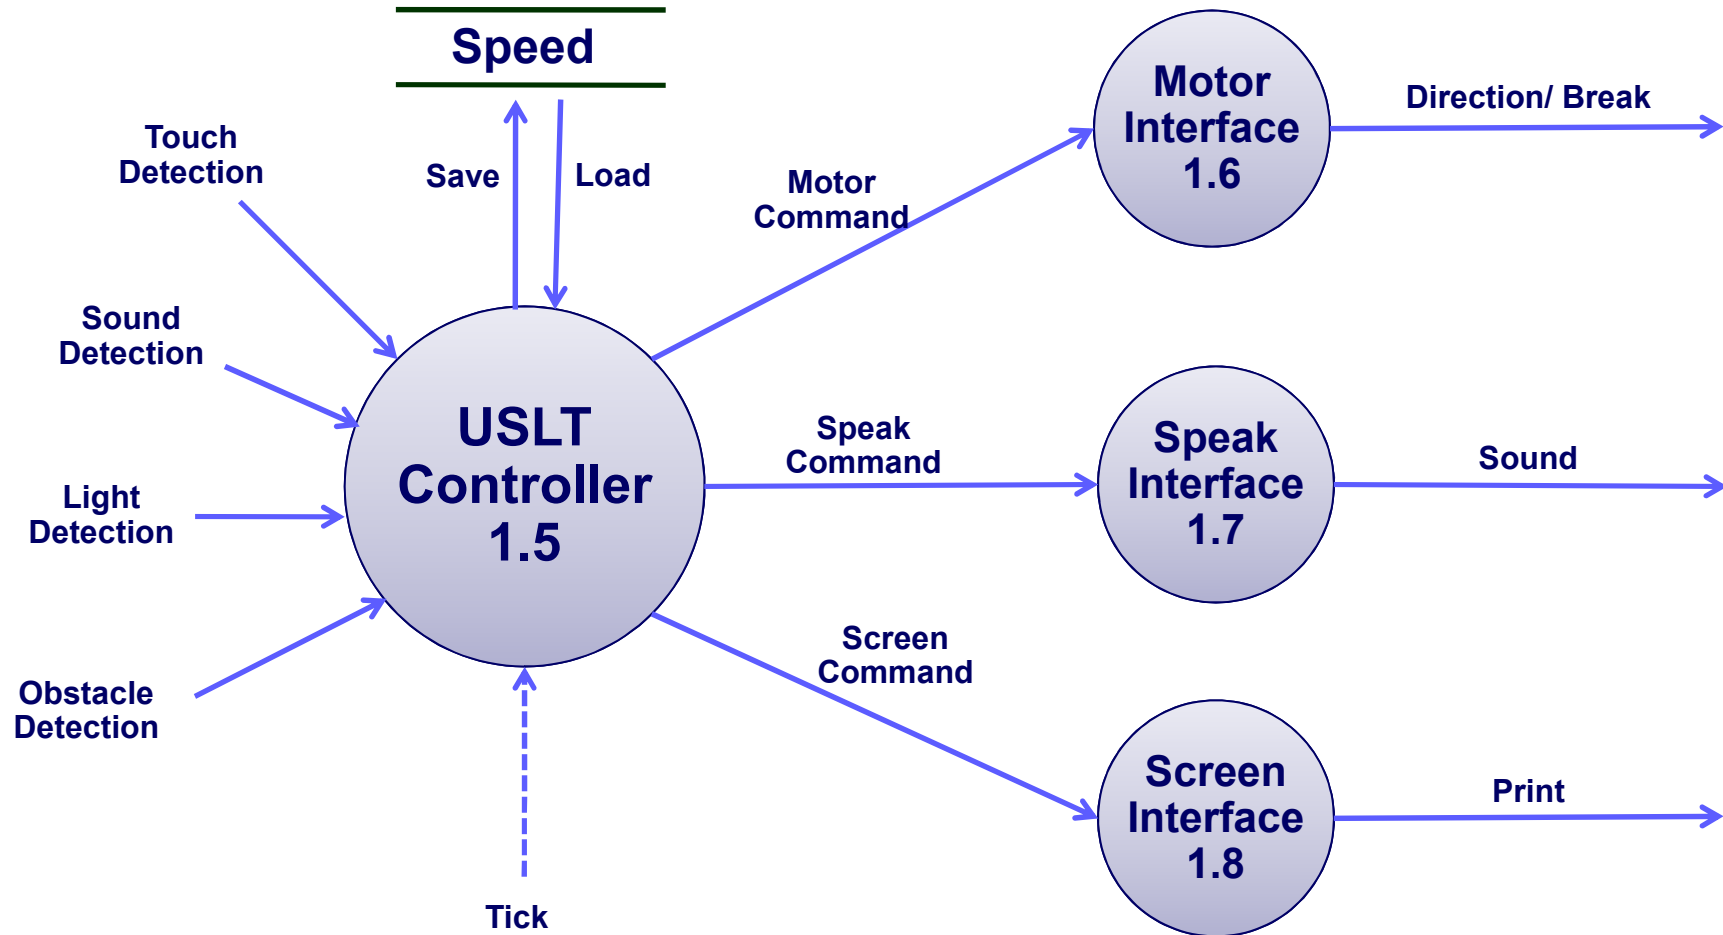 Speed
Touch
Detection
Save
Load
Motor
Command
Motor
Interface
1.6
Direction/ Break
Sound
Detection
USLT
Controller
1.5
Speak
Command
Speak
Interface
1.7
Sound
Light
Detection
Obstacle
Detection
Screen
Command
Screen
Interface
1.8
Print
Tick